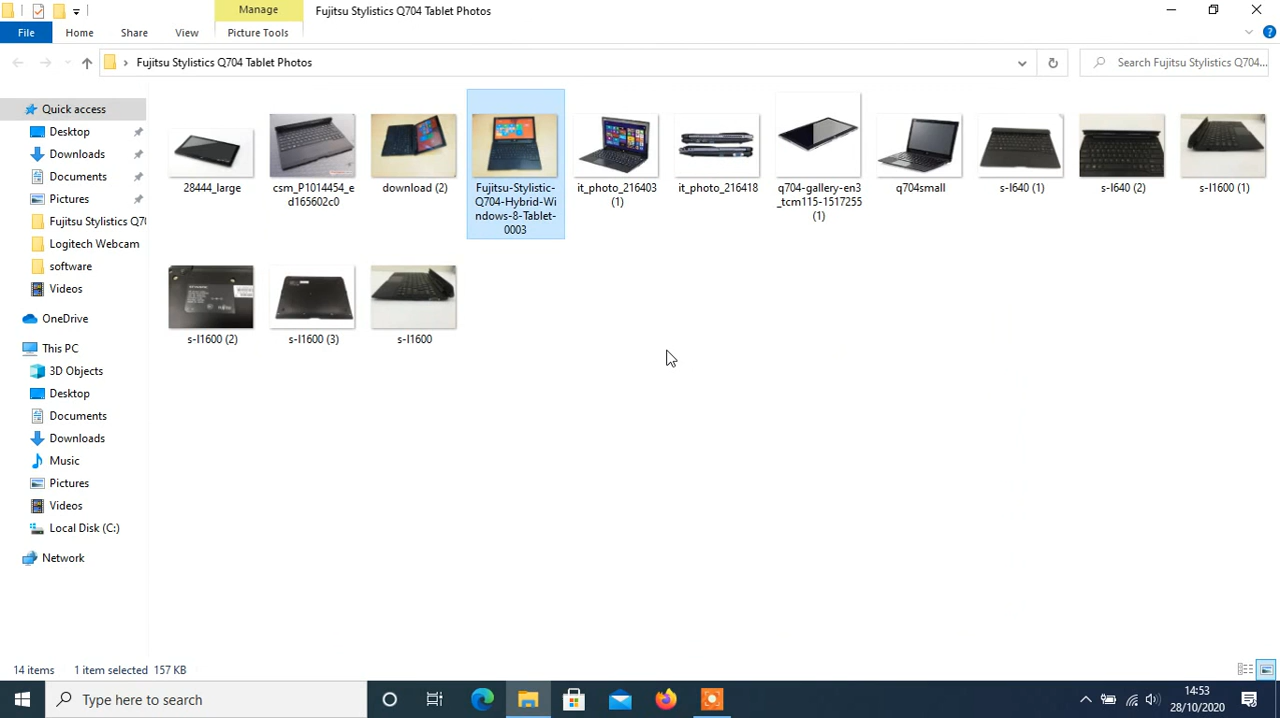 Manage
Fujitsu Stylistics Q704 Tablet Photos
File
Home
Share
View
Picture Tools
Fujitsu Stylistics Q704 Tablet Photos
Search Fujitsu Stylistics Q704...
Quick access
Desktop
Downloads
Documents
Pictures
Fujitsu Stylistics Q70
Logitech Webcam
software
Videos
OneDrive
This PC
3D Objects
Desktop
Documents
Downloads
Music
Pictures
Videos
Local Disk (C:)
Network
28444_large
csm_P1014454_e
d165602c0
download (2)
Fujitsu-Stylistic-
Q704-Hybrid-Wi
ndows-8-Tablet-
0003
it_photo_216403
(1)
it_photo_216418
q704-gallery-en3
_tcm115-1517255
(1)
q704small
s-l640 (1)
s-l640 (2)
s-l1600 (1)
s-l1600 (2)
s-l1600 (3)
s-l1600
14 items
1 item selected 157 KB
Type here to search
14:53
28/10/2020